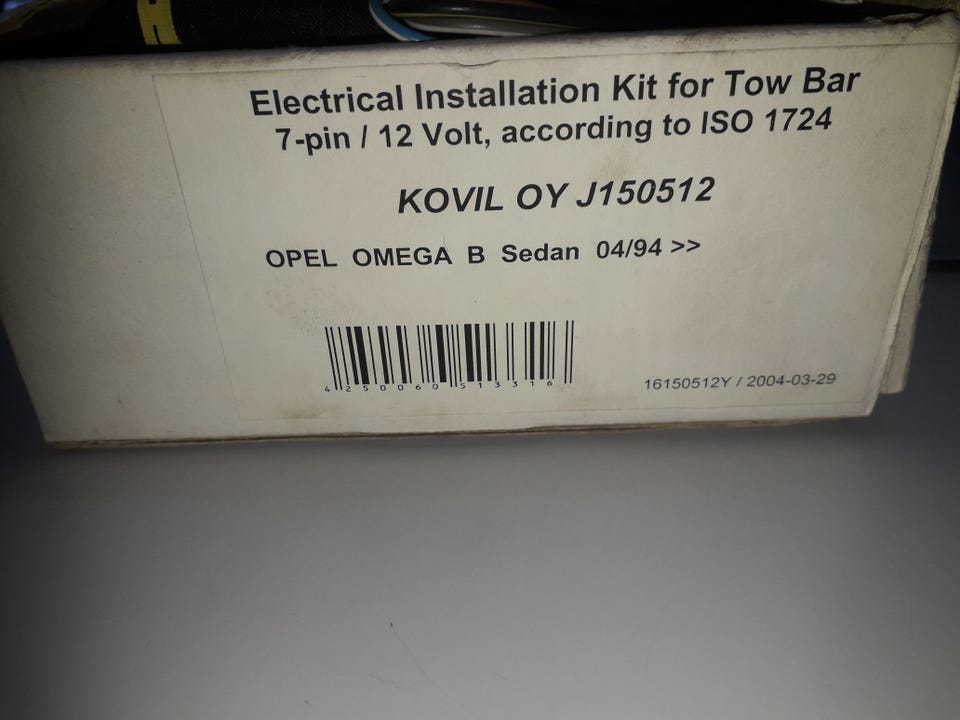 Electrical Installation Kit for Tow Bar
7-pin / 12 Volt, according to ISO 1724
KOVIL OY J150512
OPEL OMEGA B Sedan 04/94 >>
4 250060 513316
16150512Y / 2004-03-29